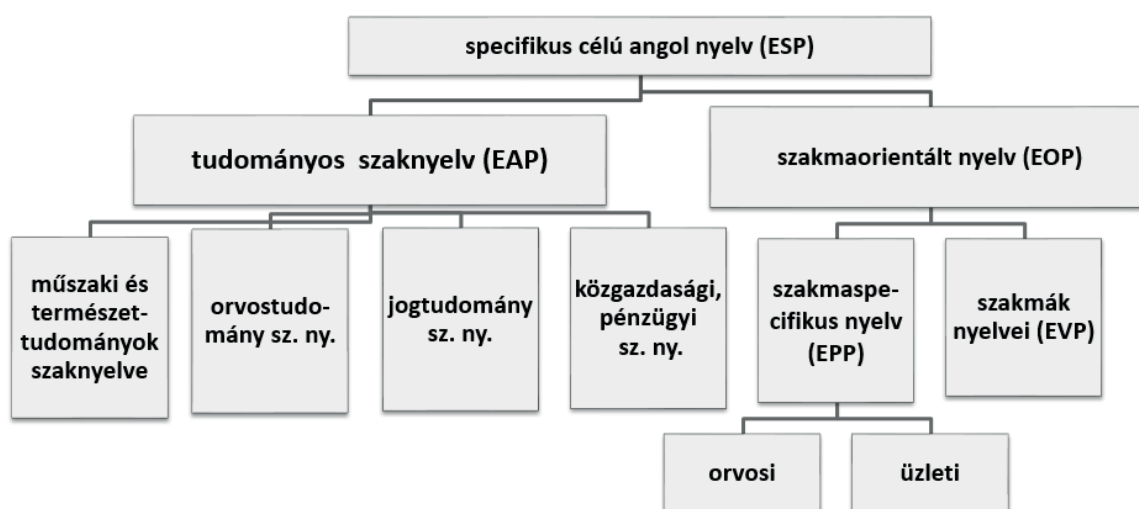 specifikus célú angol nyelv (ESP)
tudományos szaknyelv (EAP)
szakmaorientált nyelv (EOP)
műszaki és
természet-
tudományok
szaknyelve
orvostudo-
mány sz. ny.
jogtudomány
sz. ny.
közgazdasági,
pénzügyi
sz. ny.
szakmaspe-
cifikus nyelv
(EPP)
szakmák
nyelvei (EVP)
orvosi
üzleti